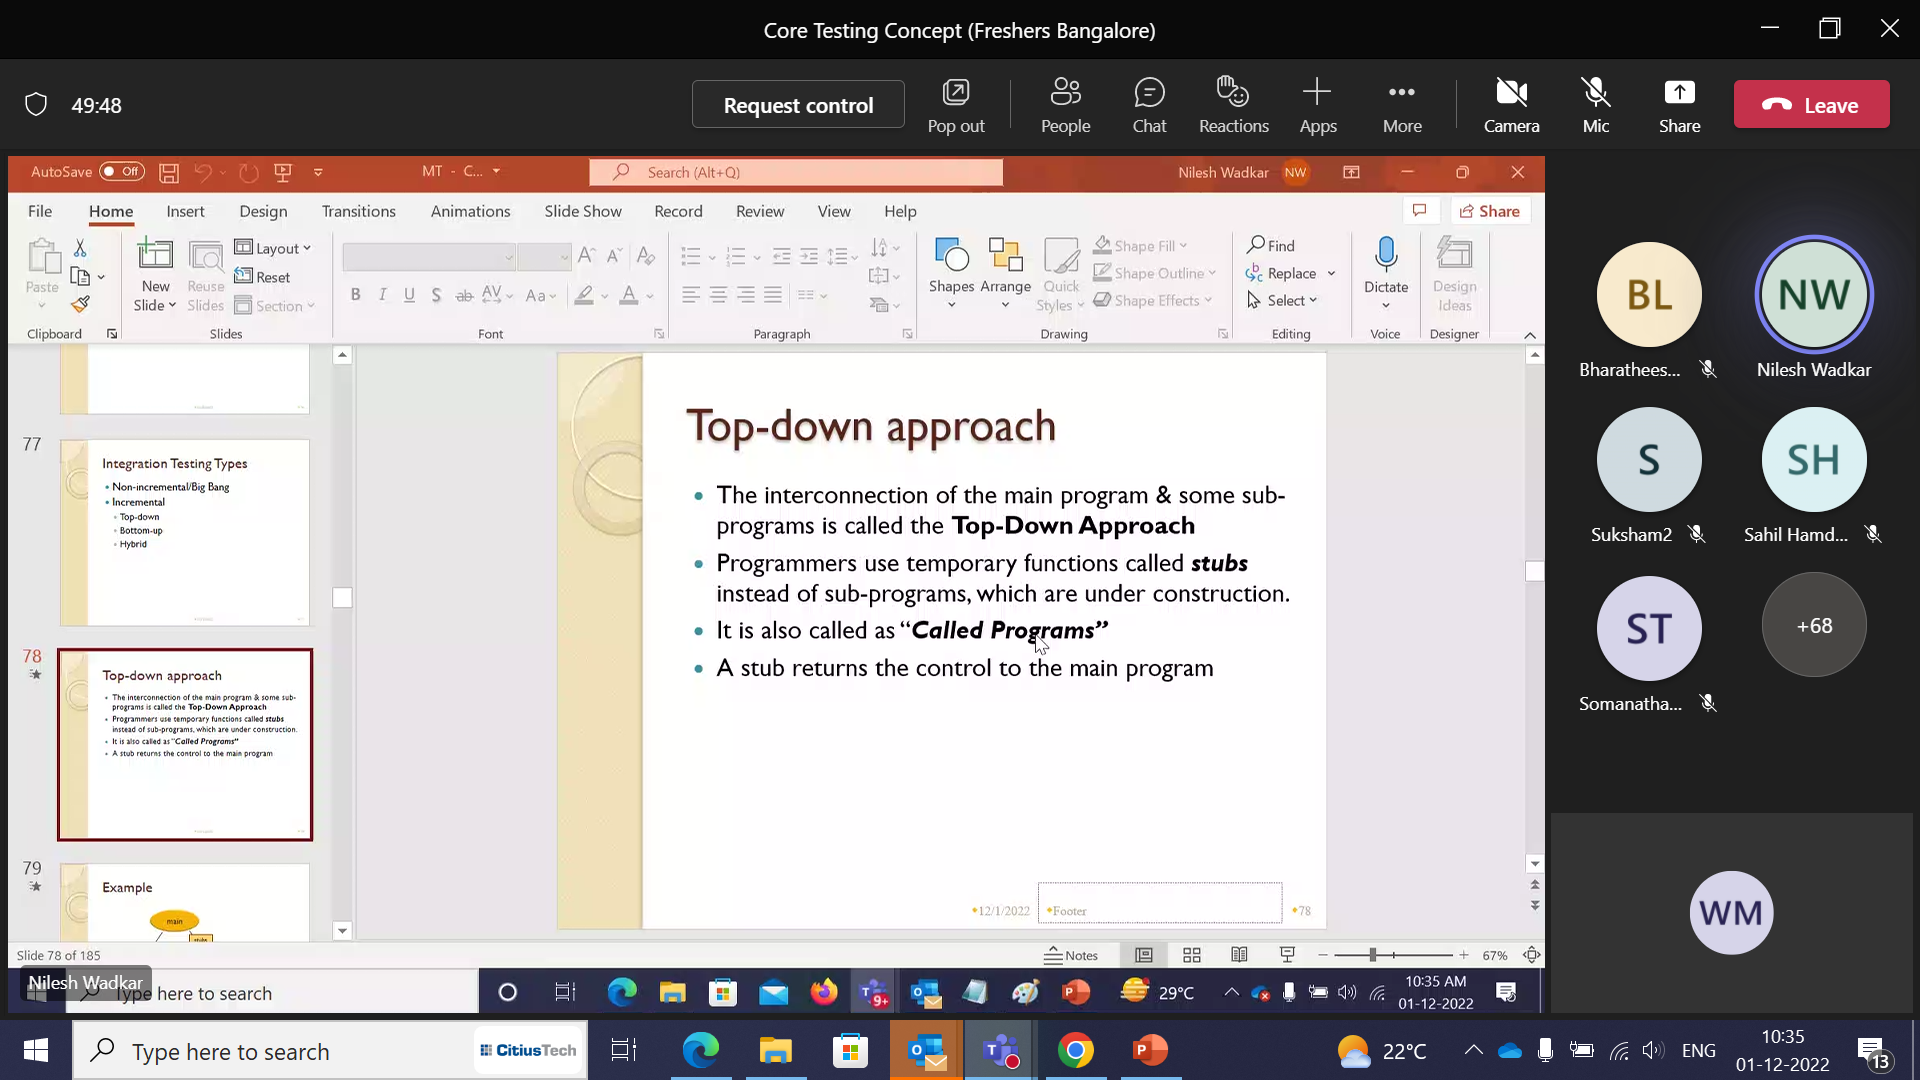 Core Testing Concept (Freshers Bangalore)
49:48
Request control
Pop out
People
Chat
Reactions
Apps
More
Camera
Mic
Share
Leave
AutoSave Off
MT - C...
Search (Alt+Q)
Nilesh Wadkar NW
File Home Insert Design Transitions Animations Slide Show Record Review View Help
Share
Paste
Clipboard
New
Slide
Reuse
Slides
Layout
Reset
Section
Slides
B I U S ab AV Aa A
Font
Paragraph
Shapes
Arrange
Quick
Styles
Shape Fill
Shape Outline
Shape Effects
Drawing
Find
Replace
Select
Editing
Dictate
Voice
Design
Ideas
Designer
77
Integration Testing Types
• Non-incremental/Big Bang
• Incremental
Top-down
Bottom-up
Hybrid
78
Top-down approach
• The interconnection of the main program & some sub-
programs is called the Top-Down Approach
• Programmers use temporary functions called stubs
instead of sub-programs, which are under construction.
• It is also called as "Called Programs"
• A stub returns the control to the main program
79
Example
main
stubs
Top-down approach
• The interconnection of the main program & some sub-
programs is called the Top-Down Approach
• Programmers use temporary functions called stubs
instead of sub-programs, which are under construction.
• It is also called as “Called Programs”
• A stub returns the control to the main program
12/1/2022
Footer
78
Slide 78 of 185
Notes
67%
Nilesh Wadkar
Type here to search
9+
29°C
10:35 AM
01-12-2022
BL
Bharathees...
NW
Nilesh Wadkar
S
Suksham2
SH
Sahil Hamd...
ST
Somanatha...
+68
WM
Type here to search
CitiusTech
22°C
ENG
10:35
01-12-2022
13